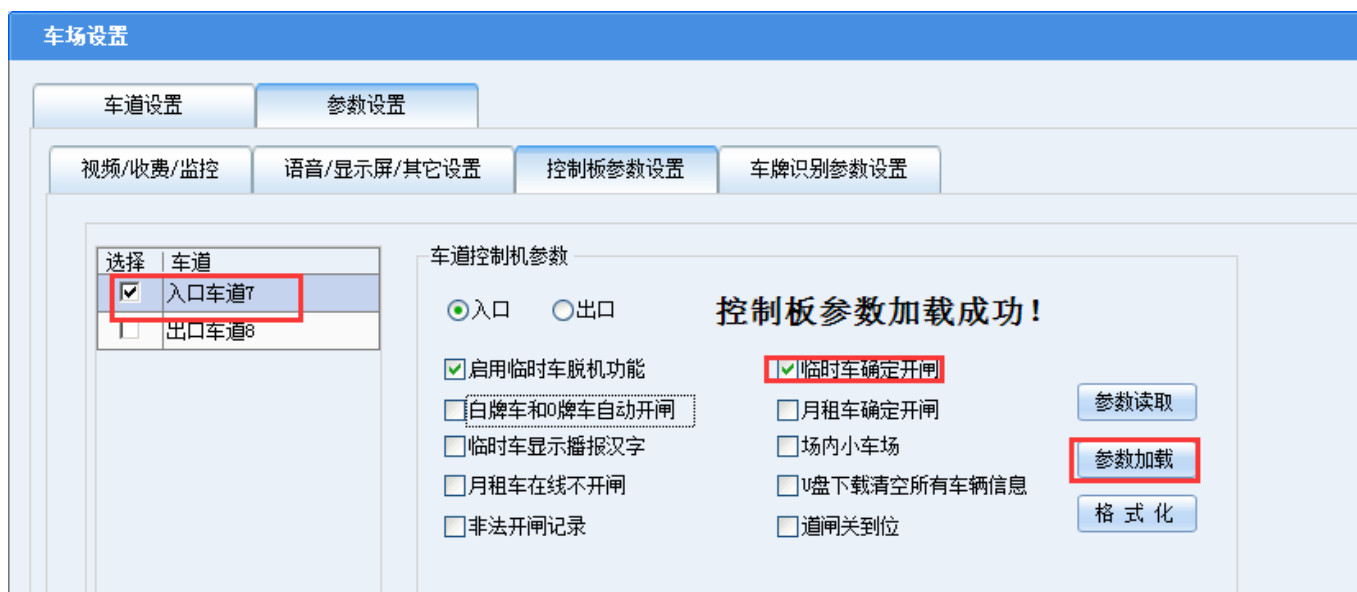 车场设置
车道设置 参数设置
视频/收费/监控 语音/显示屏/其它设置 控制板参数设置 车牌识别参数设置
选择 车道
入口车道7
出口车道8
车道控制机参数
入口 出口 控制板参数加载成功!
启用临时车脱机功能 临时车确定开闸
白牌车和0牌车自动开闸 月租车确定开闸
临时车显示播报汉字 场内小车场
月租车在线不开闸 U盘下载清空所有车辆信息
非法开闸记录 道闸关到位
参数读取
参数加载
格 式 化